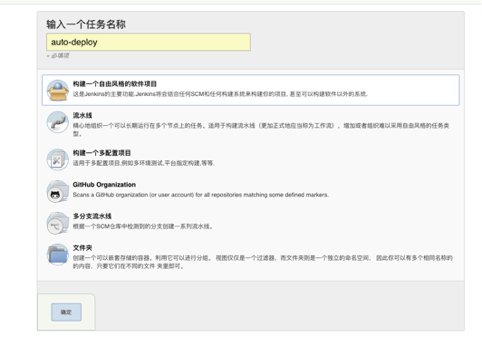 输入一个任务名称
auto-deploy
» 必填项
构建一个自由风格的软件项目
这是Jenkins的主要功能.Jenkins将会结合任何SCM和任何构建系统来构建你的项目, 甚至可以构建软件以外的系统.
流水线
精心地组织一个可以长期运行在多个节点上的任务。适用于构建流水线（更加正式地应当称为工作流），增加或者组织难以采用自由风格的任务类
型。
构建一个多配置项目
适用于多配置项目,例如多环境测试,平台指定构建,等等.
GitHub Organization
Scans a GitHub organization (or user account) for all repositories matching some defined markers.
多分支流水线
根据一个SCM仓库中检测到的分支创建一系列流水线。
文件夹
创建一个可以嵌套存储的容器。利用它可以进行分组。 视图仅仅是一个过滤器，而文件夹则是一个独立的命名空间， 因此你可以有多个相同名称的
的内容，只要它们在不同的文件 夹里即可。
确定